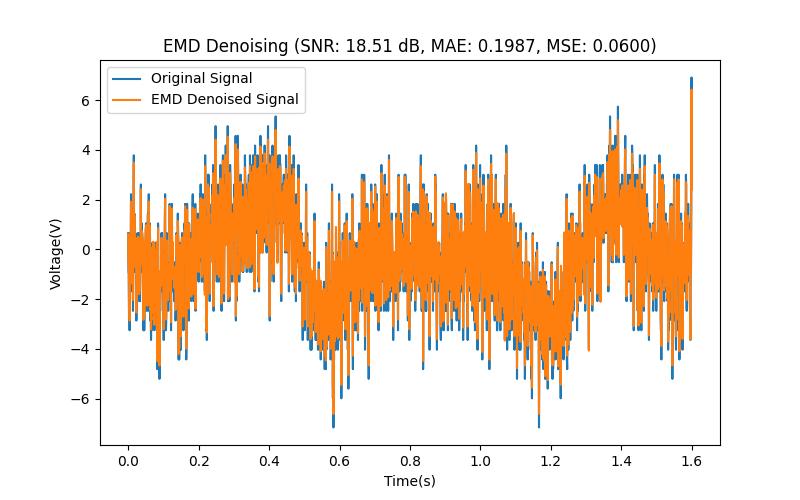 EMD Denoising (SNR: 18.51 dB, MAE: 0.1987, MSE: 0.0600)
Original Signal
EMD Denoised Signal
6
4
2
0
−2
−4
−6
Voltage(V)
0.0 0.2 0.4 0.6 0.8 1.0 1.2 1.4 1.6
Time(s)